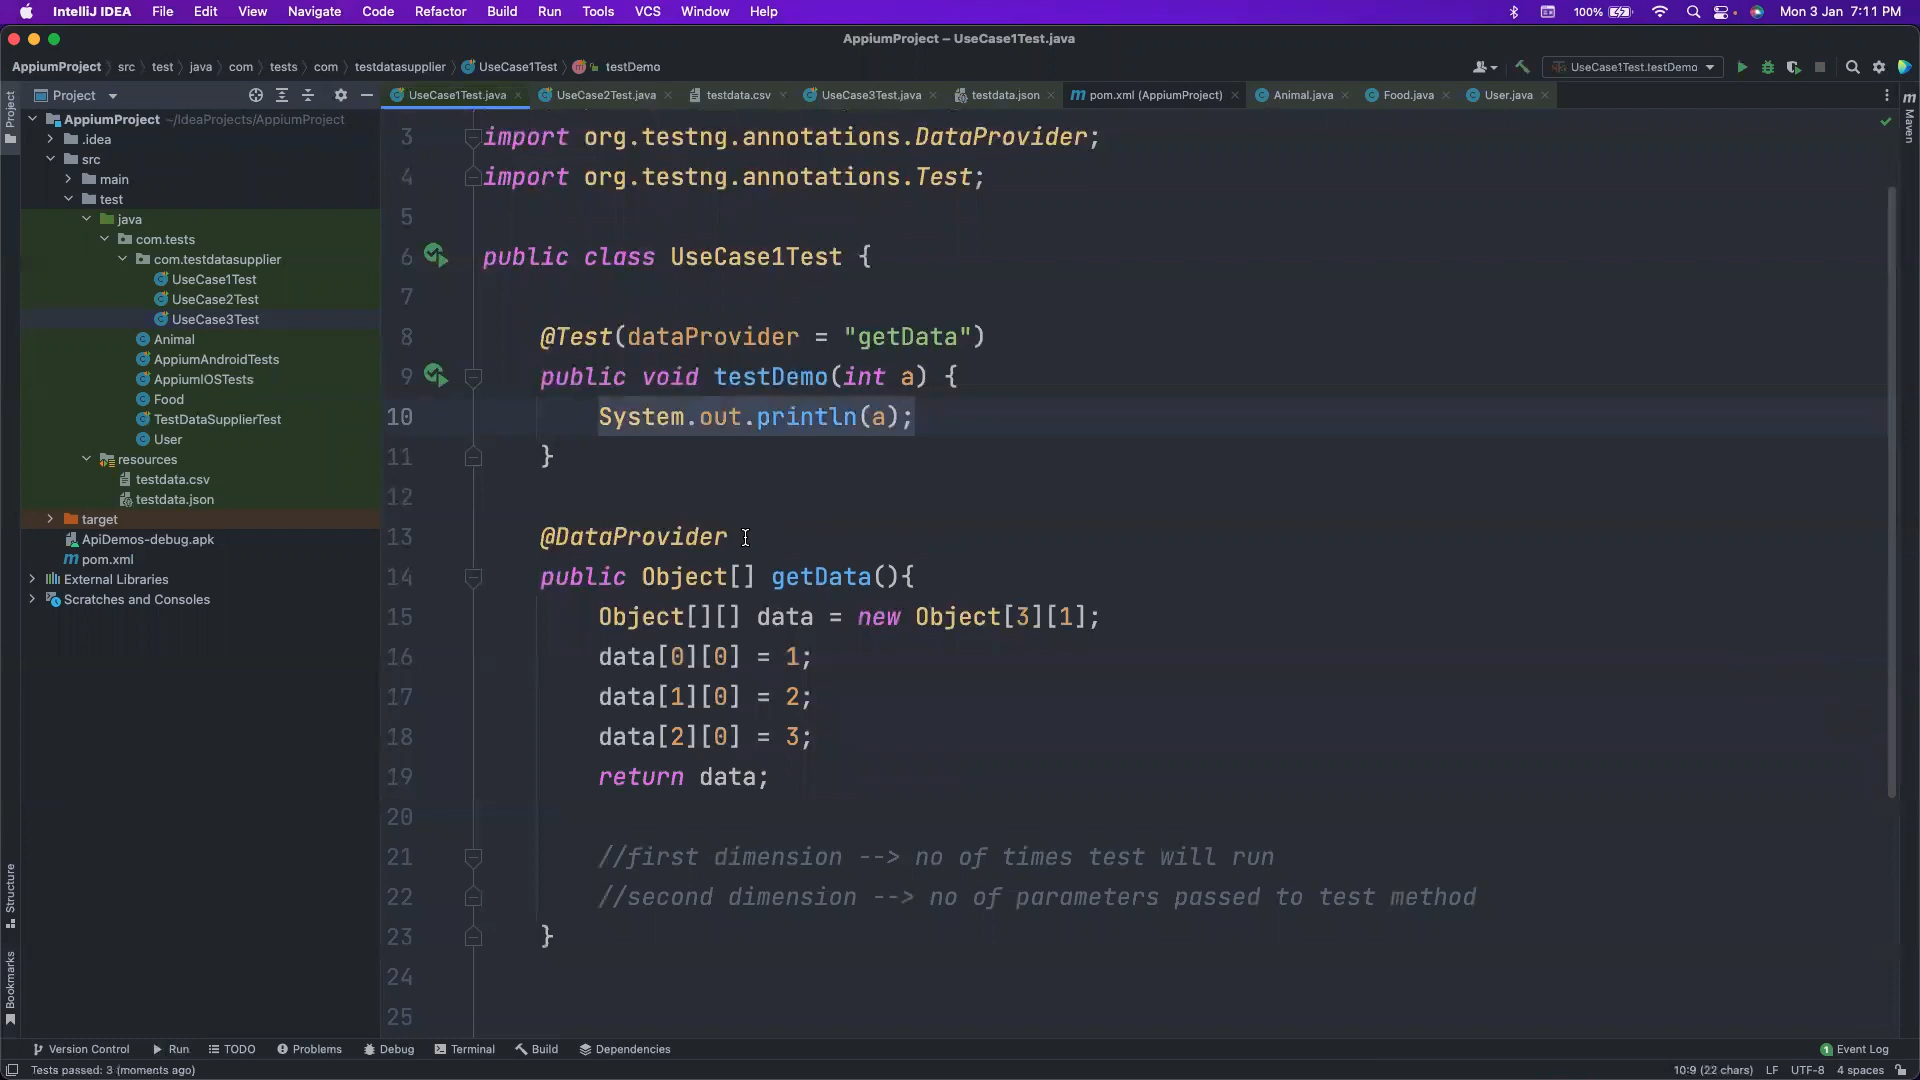 IntelliJ IDEA File Edit View Navigate Code Refactor Build Run Tools VCS Window Help 100% Mon 3 Jan 7:11 PM
AppiumProject – UseCase1Test.java
AppiumProject src test java com tests com testdatasupplier UseCase1Test testDemo UseCase1Test.testDemo
Project UseCase1Test.java UseCase2Test.java testdata.csv UseCase3Test.java testdata.json pom.xml (AppiumProject) Animal.java Food.java User.java
Project
Maven
AppiumProject ~/IdeaProjects/AppiumProject
.idea
src
main
test
java
com.tests
com.testdatasupplier
UseCase1Test
UseCase2Test
UseCase3Test
Animal
AppiumAndroidTests
AppiumIOSTests
Food
TestDataSupplierTest
User
resources
testdata.csv
testdata.json
target
ApiDemos-debug.apk
pom.xml
External Libraries
Scratches and Consoles
3 import org.testng.annotations.DataProvider;
4 import org.testng.annotations.Test;
5
6 public class UseCase1Test {
7
8 @Test(dataProvider = "getData")
9 public void testDemo(int a) {
10 System.out.println(a);
11 }
12
13 @DataProvider
14 public Object[] getData(){
15 Object[][] data = new Object[3][1];
16 data[0][0] = 1;
17 data[1][0] = 2;
18 data[2][0] = 3;
19 return data;
20
21 //first dimension --> no of times test will run
22 //second dimension --> no of parameters passed to test method
23 }
24
25
Structure
Bookmarks
Version Control Run TODO Problems Debug Terminal Build Dependencies 1 Event Log
Tests passed: 3 (moments ago) 10:9 (22 chars) LF UTF-8 4 spaces